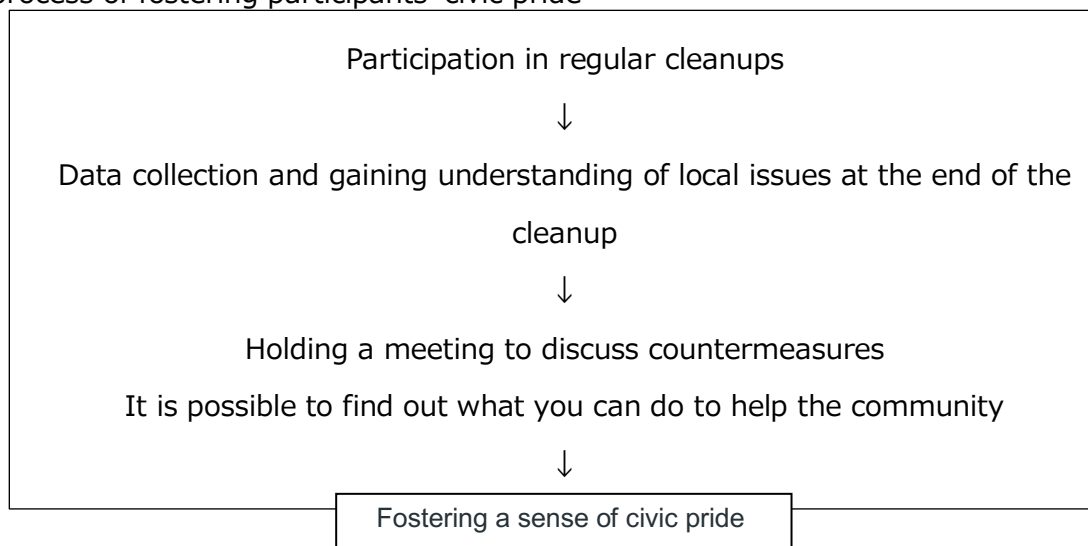 process of fostering participants' civic pride
Participation in regular cleanups
↓
Data collection and gaining understanding of local issues at the end of the
cleanup
↓
Holding a meeting to discuss countermeasures
It is possible to find out what you can do to help the community
↓
Fostering a sense of civic pride